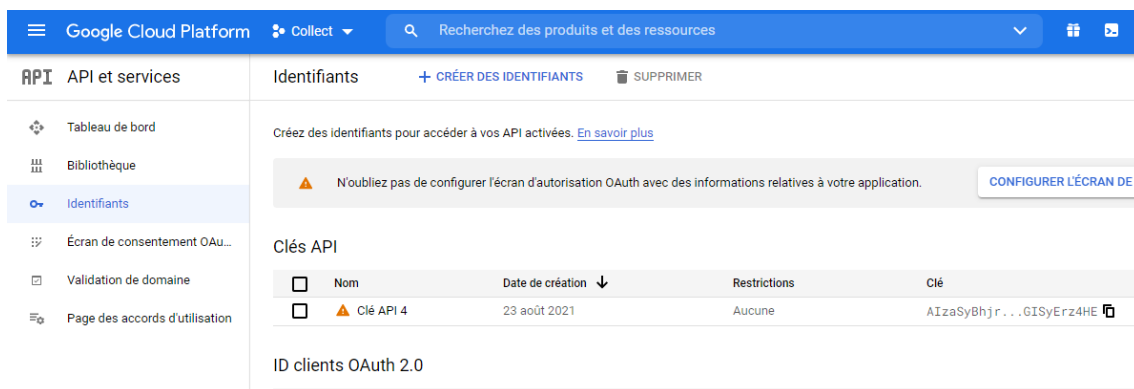 Google Cloud Platform Collect Recherchez des produits et des ressources
API API et services Identifiants + CRÉER DES IDENTIFIANTS SUPPRIMER
Tableau de bord
Bibliothèque
Identifiants
Écran de consentement OAu...
Validation de domaine
Page des accords d'utilisation
Créez des identifiants pour accéder à vos API activées. En savoir plus
N'oubliez pas de configurer l'écran d'autorisation OAuth avec des informations relatives à votre application. CONFIGURER L'ÉCRAN DE
Clés API
Nom Date de création Restrictions Clé
Clé API 4 23 août 2021 Aucune AIzaSyBhjr...GISyErz4HE
ID clients OAuth 2.0